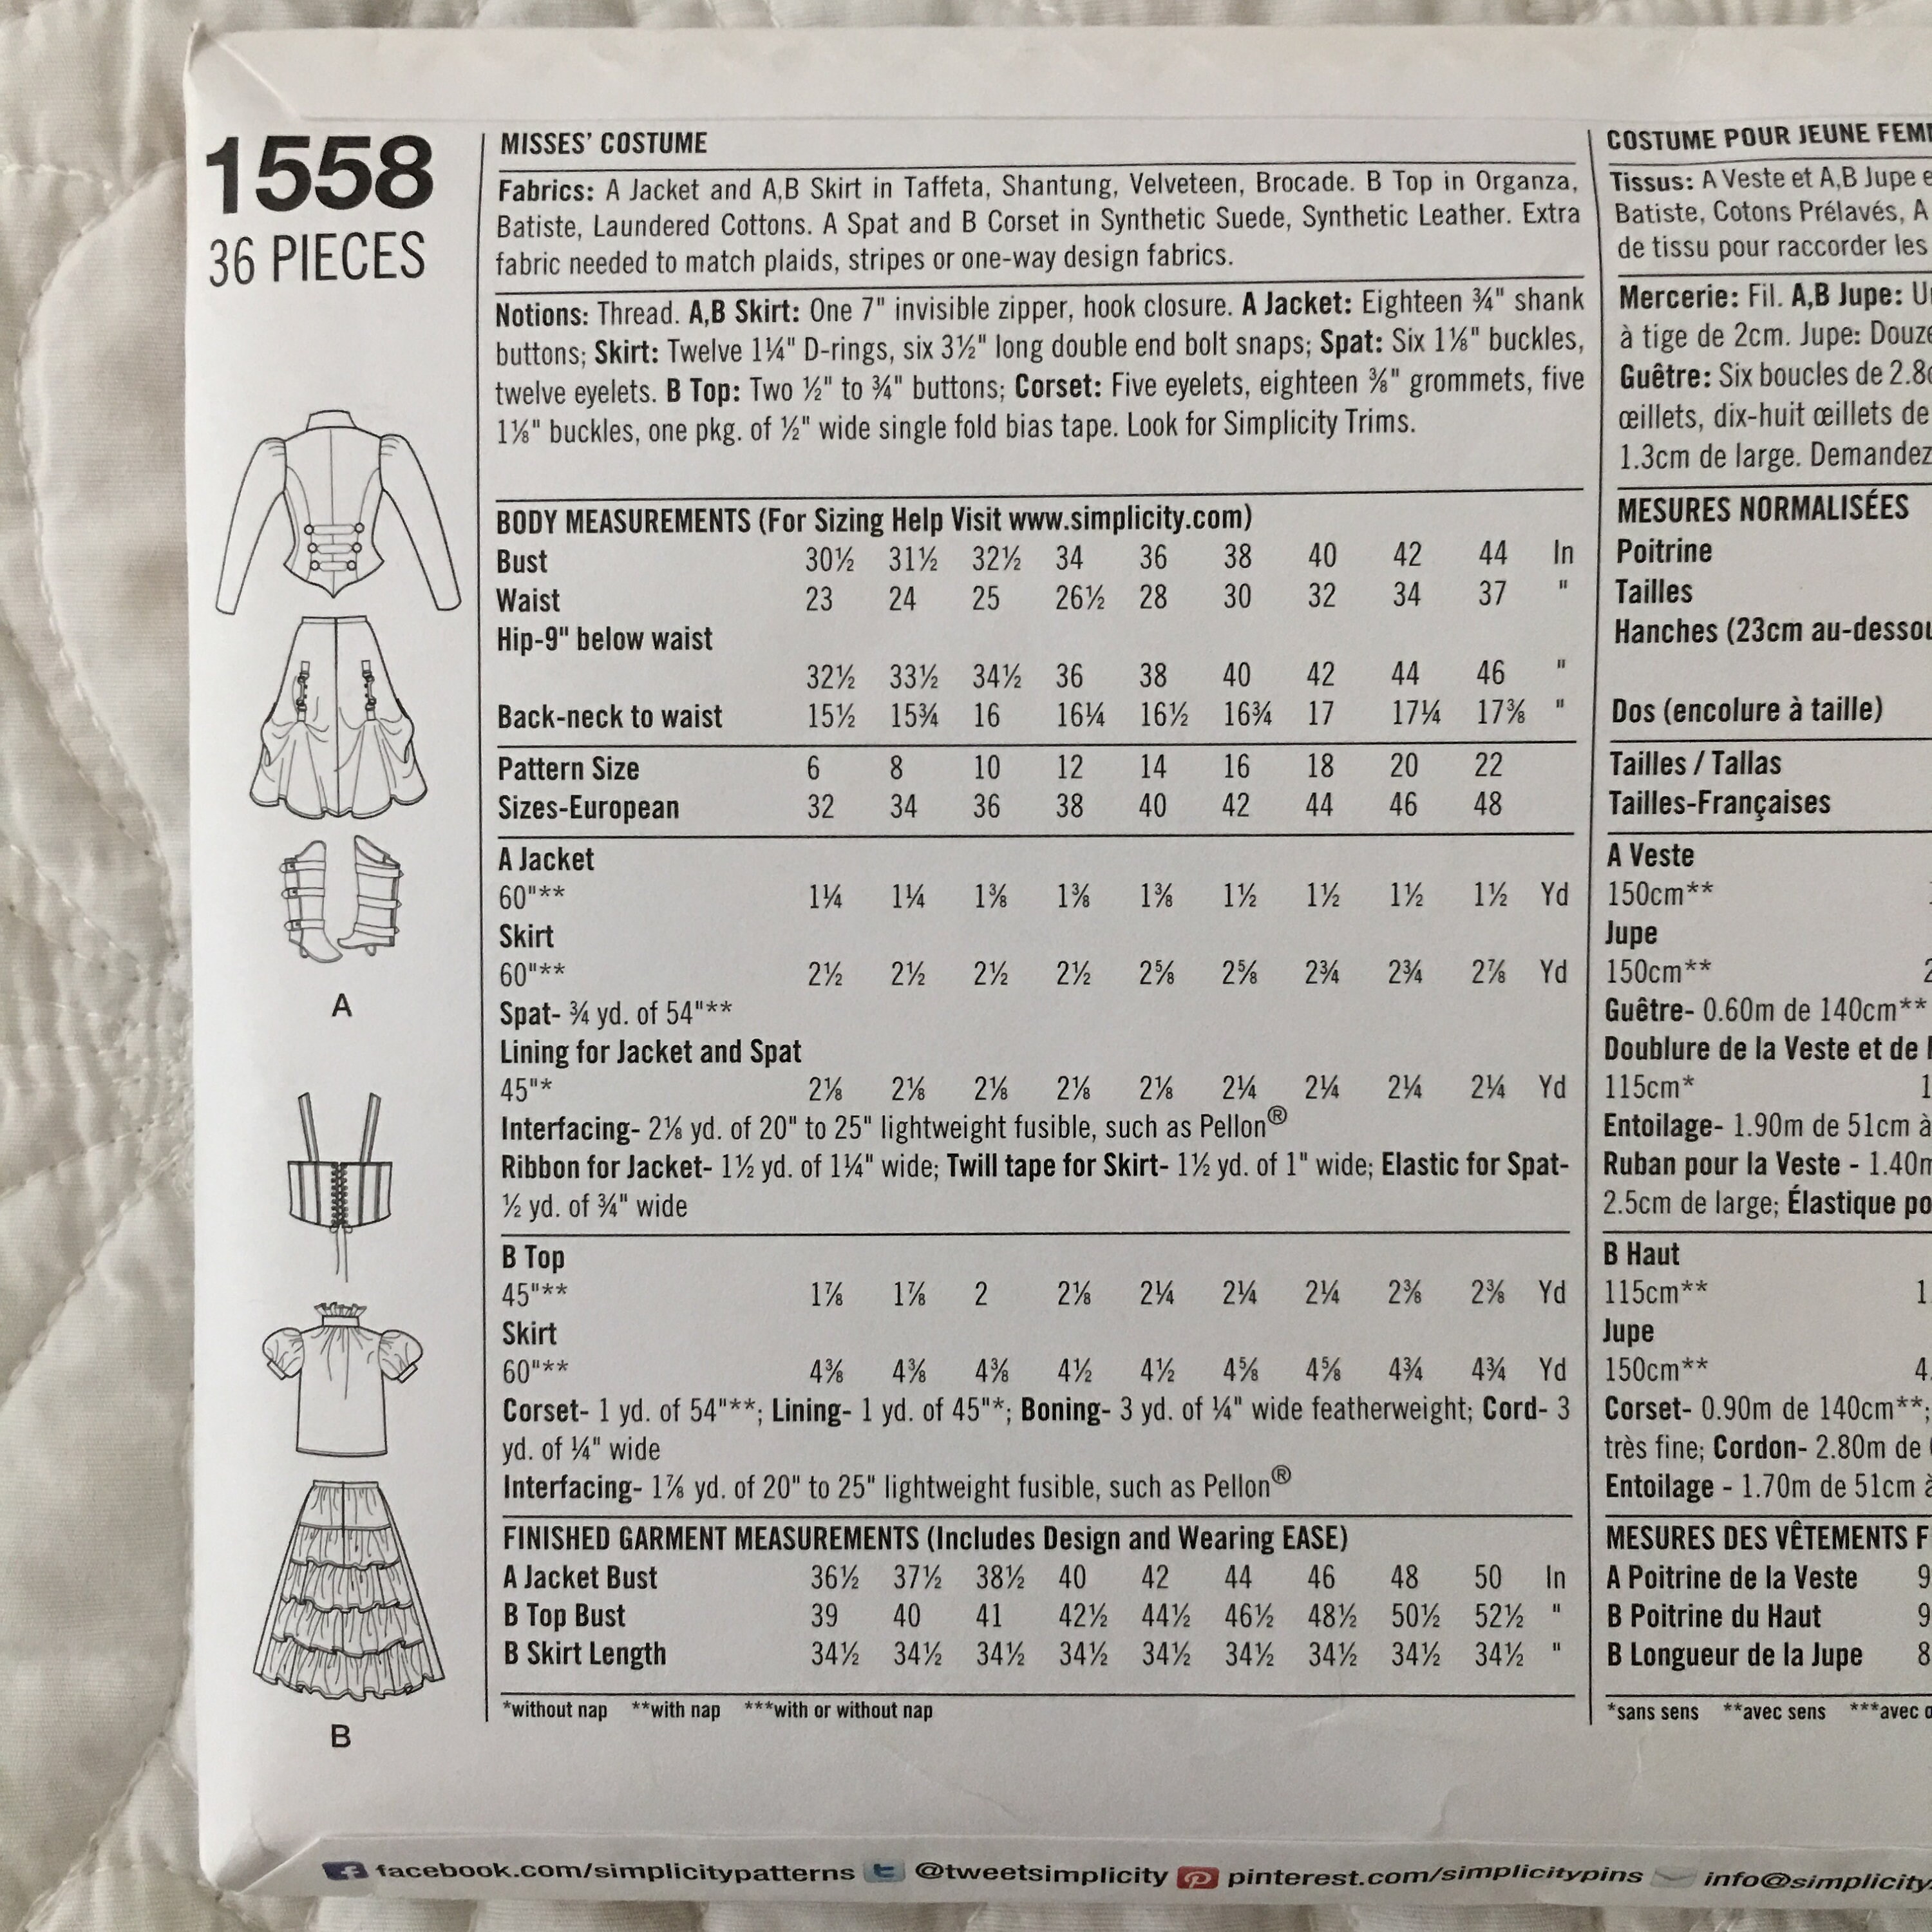 1558
36 PIECES
A
B
MISSES' COSTUME
Fabrics: A Jacket and A,B Skirt in Taffeta, Shantung, Velveteen, Brocade. B Top in Organza,
Batiste, Laundered Cottons. A Spat and B Corset in Synthetic Suede, Synthetic Leather. Extra
fabric needed to match plaids, stripes or one-way design fabrics.
Notions: Thread. A,B Skirt: One 7" invisible zipper, hook closure. A Jacket: Eighteen ¾" shank
buttons; Skirt: Twelve 1¼" D-rings, six 3½" long double end bolt snaps; Spat: Six 1⅛" buckles,
twelve eyelets. B Top: Two ½" to ¾" buttons; Corset: Five eyelets, eighteen ⅜" grommets, five
1⅛" buckles, one pkg. of ½" wide single fold bias tape. Look for Simplicity Trims.
BODY MEASUREMENTS (For Sizing Help Visit www.simplicity.com)
Bust 30½ 31½ 32½ 34 36 38 40 42 44 In
Waist 23 24 25 26½ 28 30 32 34 37 "
Hip-9" below waist
32½ 33½ 34½ 36 38 40 42 44 46 "
Back-neck to waist 15½ 15¾ 16 16¼ 16½ 16¾ 17 17¼ 17⅜ "
Pattern Size 6 8 10 12 14 16 18 20 22
Sizes-European 32 34 36 38 40 42 44 46 48
A Jacket
60"** 1¼ 1¼ 1⅜ 1⅜ 1⅜ 1½ 1½ 1½ 1½ Yd
Skirt
60"** 2½ 2½ 2½ 2½ 2⅝ 2⅝ 2¾ 2¾ 2⅞ Yd
Spat- ¾ yd. of 54"**
Lining for Jacket and Spat
45"* 2⅛ 2⅛ 2⅛ 2⅛ 2⅛ 2¼ 2¼ 2¼ 2¼ Yd
Interfacing- 2⅛ yd. of 20" to 25" lightweight fusible, such as Pellon®
Ribbon for Jacket- 1½ yd. of 1¼" wide; Twill tape for Skirt- 1½ yd. of 1" wide; Elastic for Spat-
½ yd. of ¾" wide
B Top
45"** 1⅞ 1⅞ 2 2⅛ 2¼ 2¼ 2¼ 2⅜ 2⅜ Yd
Skirt
60"** 4⅜ 4⅜ 4⅜ 4½ 4½ 4⅝ 4⅝ 4¾ 4¾ Yd
Corset- 1 yd. of 54"**; Lining- 1 yd. of 45"*; Boning- 3 yd. of ¼" wide featherweight; Cord- 3
yd. of ¼" wide
Interfacing- 1⅞ yd. of 20" to 25" lightweight fusible, such as Pellon®
FINISHED GARMENT MEASUREMENTS (Includes Design and Wearing EASE)
A Jacket Bust 36½ 37½ 38½ 40 42 44 46 48 50 In
B Top Bust 39 40 41 42½ 44½ 46½ 48½ 50½ 52½ "
B Skirt Length 34½ 34½ 34½ 34½ 34½ 34½ 34½ 34½ 34½ "
*without nap **with nap ***with or without nap
COSTUME POUR JEUNE
Tissus: A Veste et A,B Jupe
Batiste, Cotons Prélavés, A
de tissu pour raccorder les
Mercerie: Fil. A,B Jupe:
à tige de 2cm. Jupe:
Guêtre: Six boucles de
œillets, dix-huit œillets de
1.3cm de large. Demandez
MESURES NORMALISÉES
Poitrine
Tailles
Hanches (23cm
Dos (encolure à taille)
Tailles / Tallas
Tailles-Françaises
A Veste
150cm**
Jupe
150cm**
Guêtre- 0.60m de 140cm**
Doublure de la Veste et de
115cm*
Entoilage- 1.90m de 51cm à
Ruban pour la Veste -
2.5cm de large; Élastique
B Haut
115cm**
Jupe
150cm**
Corset- 0.90m de 140cm**;
très fine; Cordon- 2.80m de
Entoilage - 1.70m de 51cm
MESURES DES VÊTEMENTS
A Poitrine de la Veste
B Poitrine du Haut
B Longueur de la Jupe
*sans sens **avec sens ***avec
facebook.com/simplicitypatterns @tweetsimplicity pinterest.com/simplicitypins